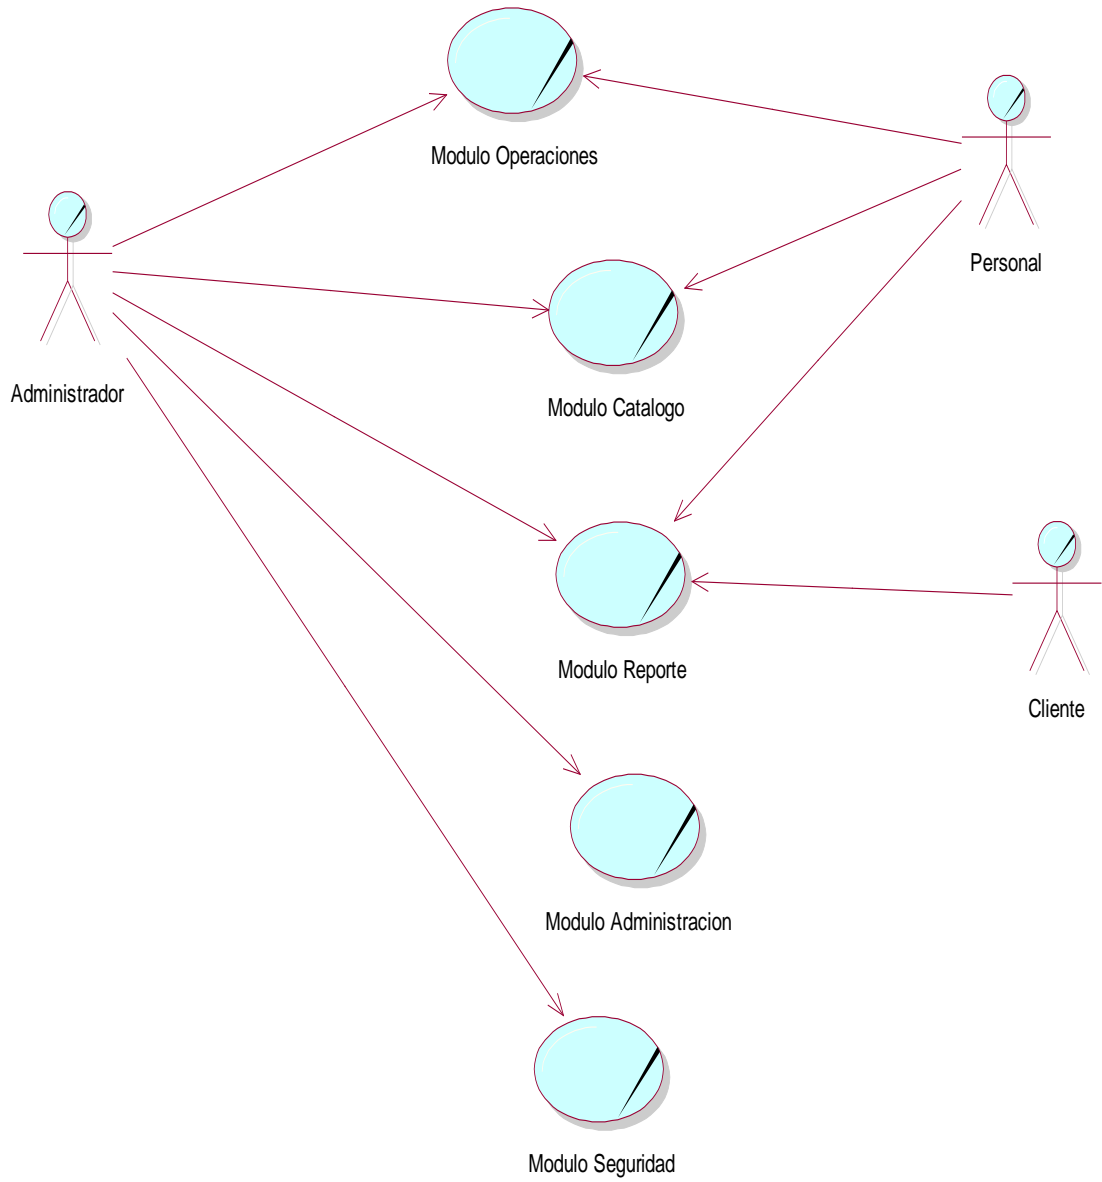 Modulo Operaciones
Personal
Administrador
Modulo Catalogo
Modulo Reporte
Cliente
Modulo Administracion
Modulo Seguridad